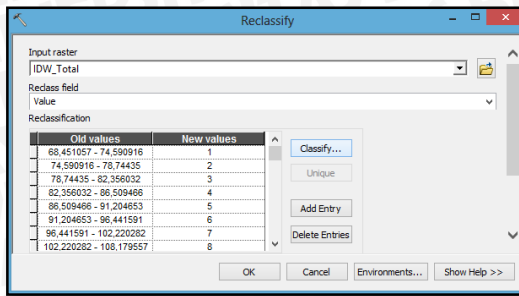 Reclassify
Input raster
IDW_Total
Reclass field
Value
Reclassification
Old values New values
68,451057 - 74,590916 1
74,590916 - 78,74435 2
78,74435 - 82,356032 3
82,356032 - 86,509466 4
86,509466 - 91,204653 5
91,204653 - 96,441591 6
96,441591 - 102,220282 7
102,220282 - 108,179557 8
Classify...
Unique
Add Entry
Delete Entries
OK Cancel Environments... Show Help >>